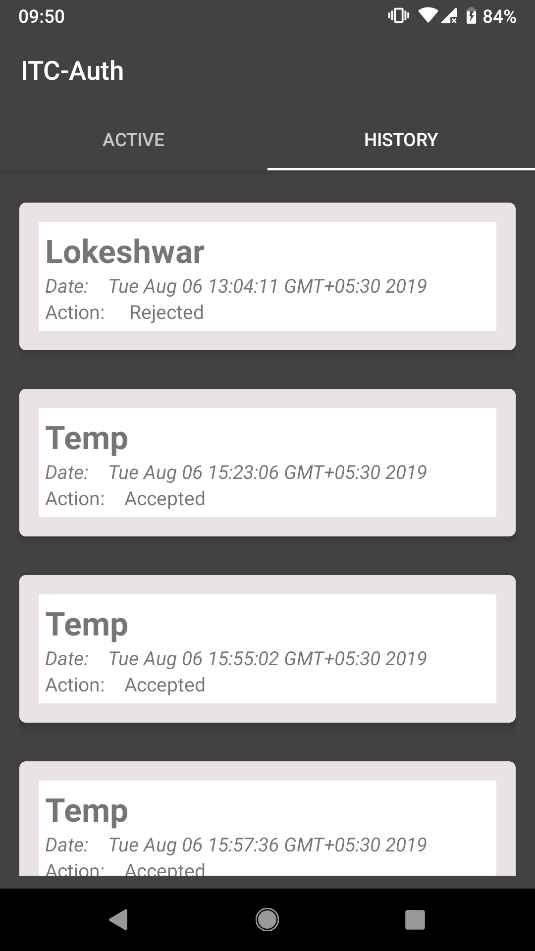 09:50 84%
ITC-Auth
ACTIVE HISTORY
Lokeshwar
Date: Tue Aug 06 13:04:11 GMT+05:30 2019
Action: Rejected
Temp
Date: Tue Aug 06 15:23:06 GMT+05:30 2019
Action: Accepted
Temp
Date: Tue Aug 06 15:55:02 GMT+05:30 2019
Action: Accepted
Temp
Date: Tue Aug 06 15:57:36 GMT+05:30 2019
Action: Accepted